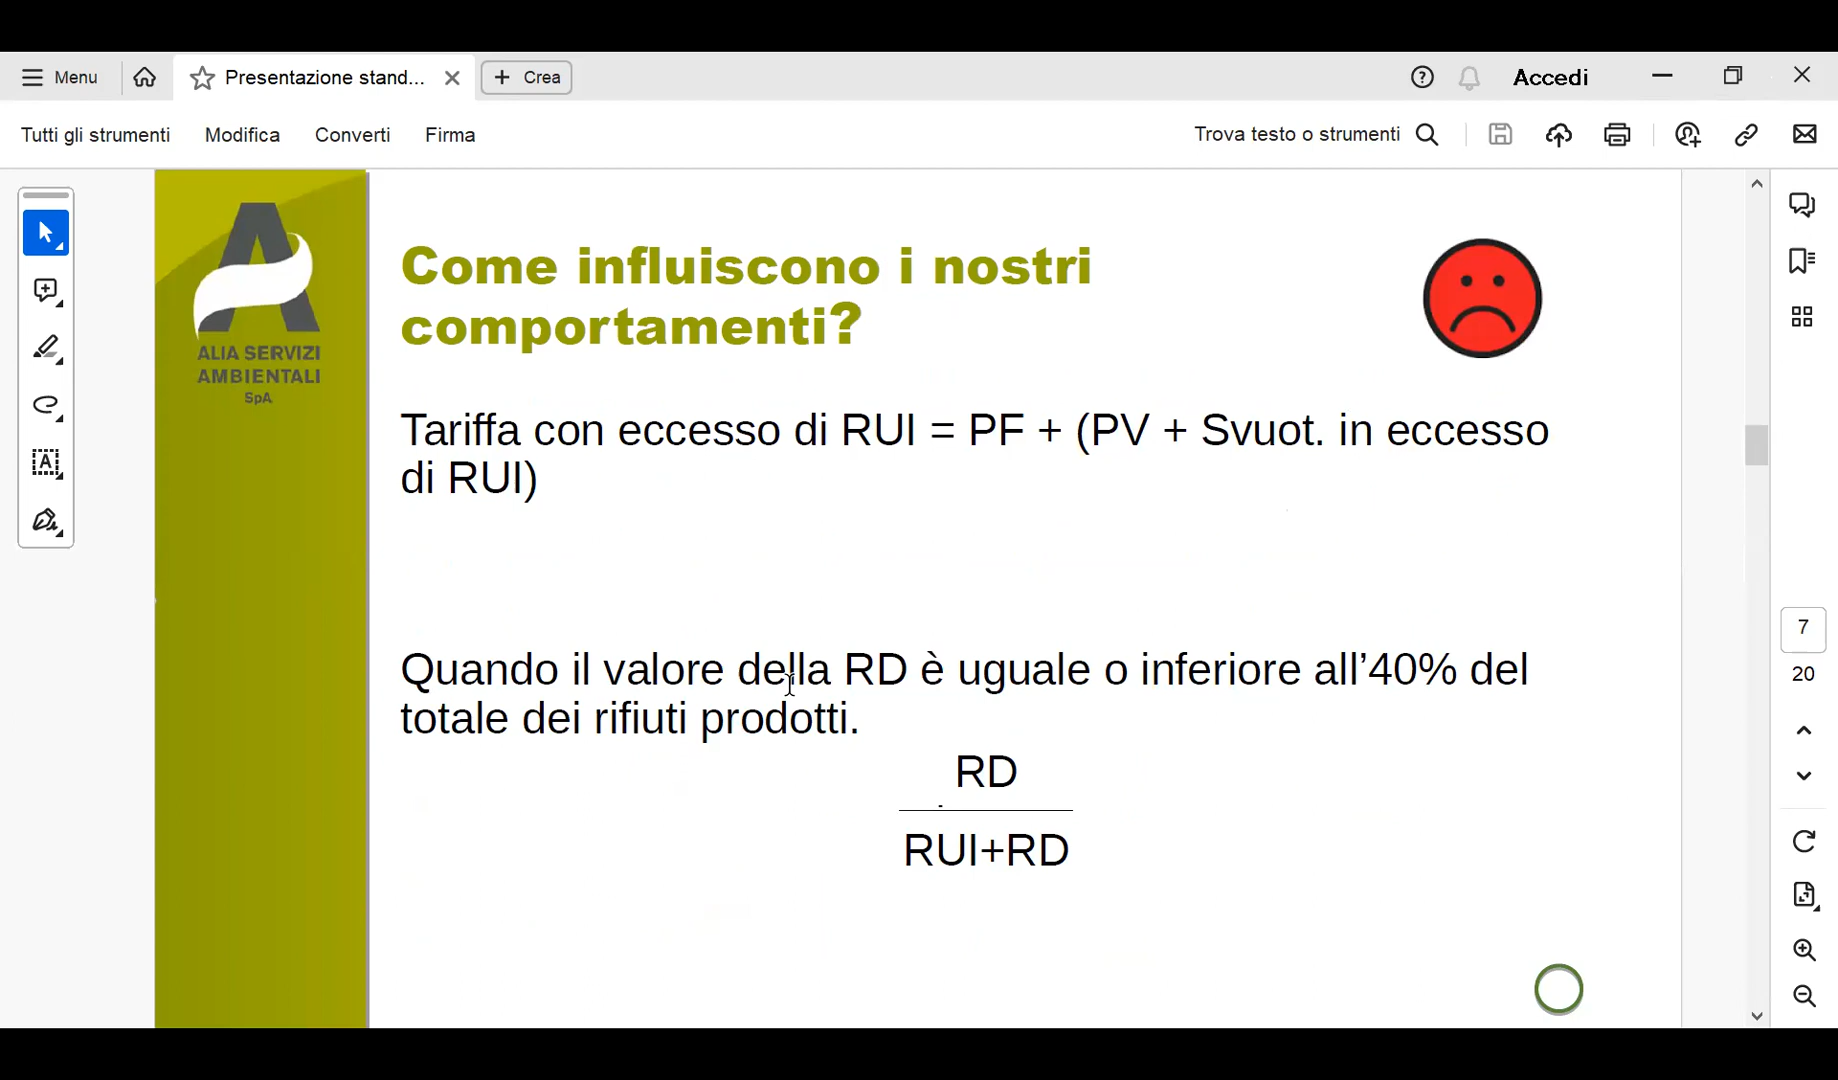 Menu
Presentazione stand...
Crea
Accedi
Tutti gli strumenti
Modifica
Converti
Firma
Trova testo o strumenti
ALIA SERVIZI
AMBIENTALI
SpA
Come influiscono i nostri
comportamenti?
Tariffa con eccesso di RUI = PF + (PV + Svuot. in eccesso
di RUI)
Quando il valore della RD è uguale o inferiore all’40% del
totale dei rifiuti prodotti.
RD
RUI+RD
7
20